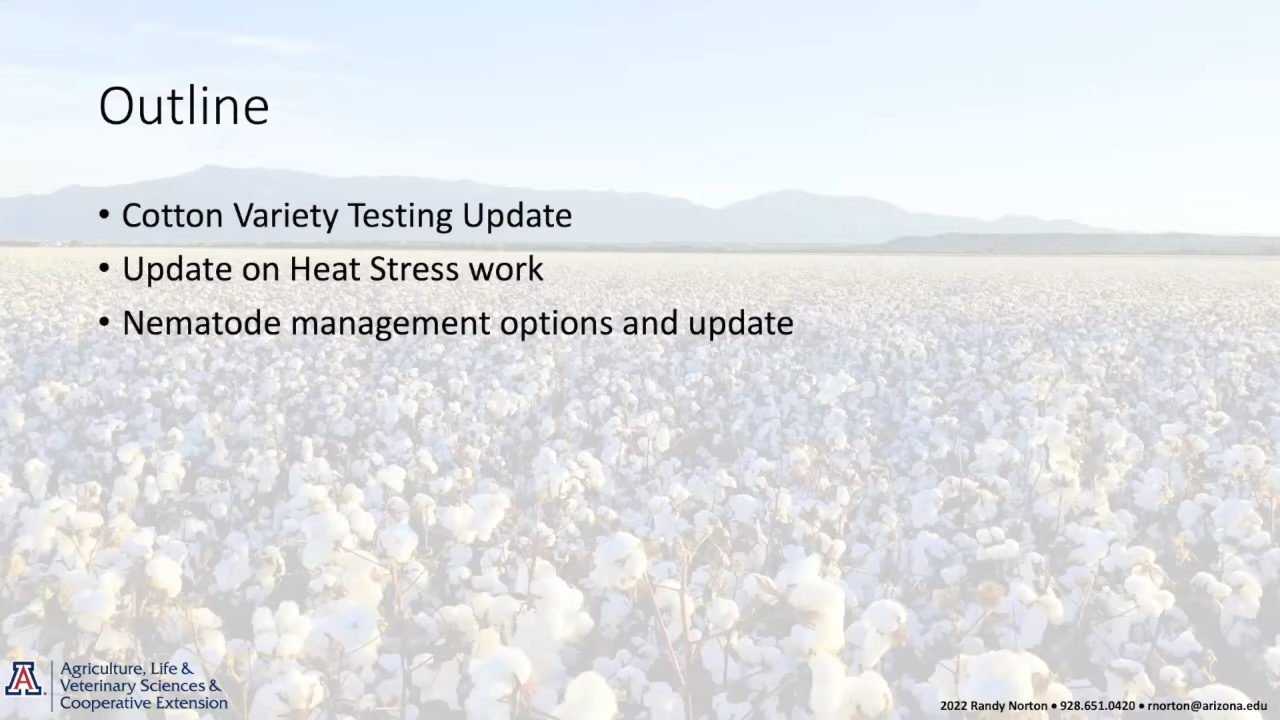 Outline
• Cotton Variety Testing Update
• Update on Heat Stress work
• Nematode management options and update
A
Agriculture, Life &
Veterinary Sciences &
Cooperative Extension
2022 Randy Norton ● 928.651.0420 ● rnorton@arizona.edu